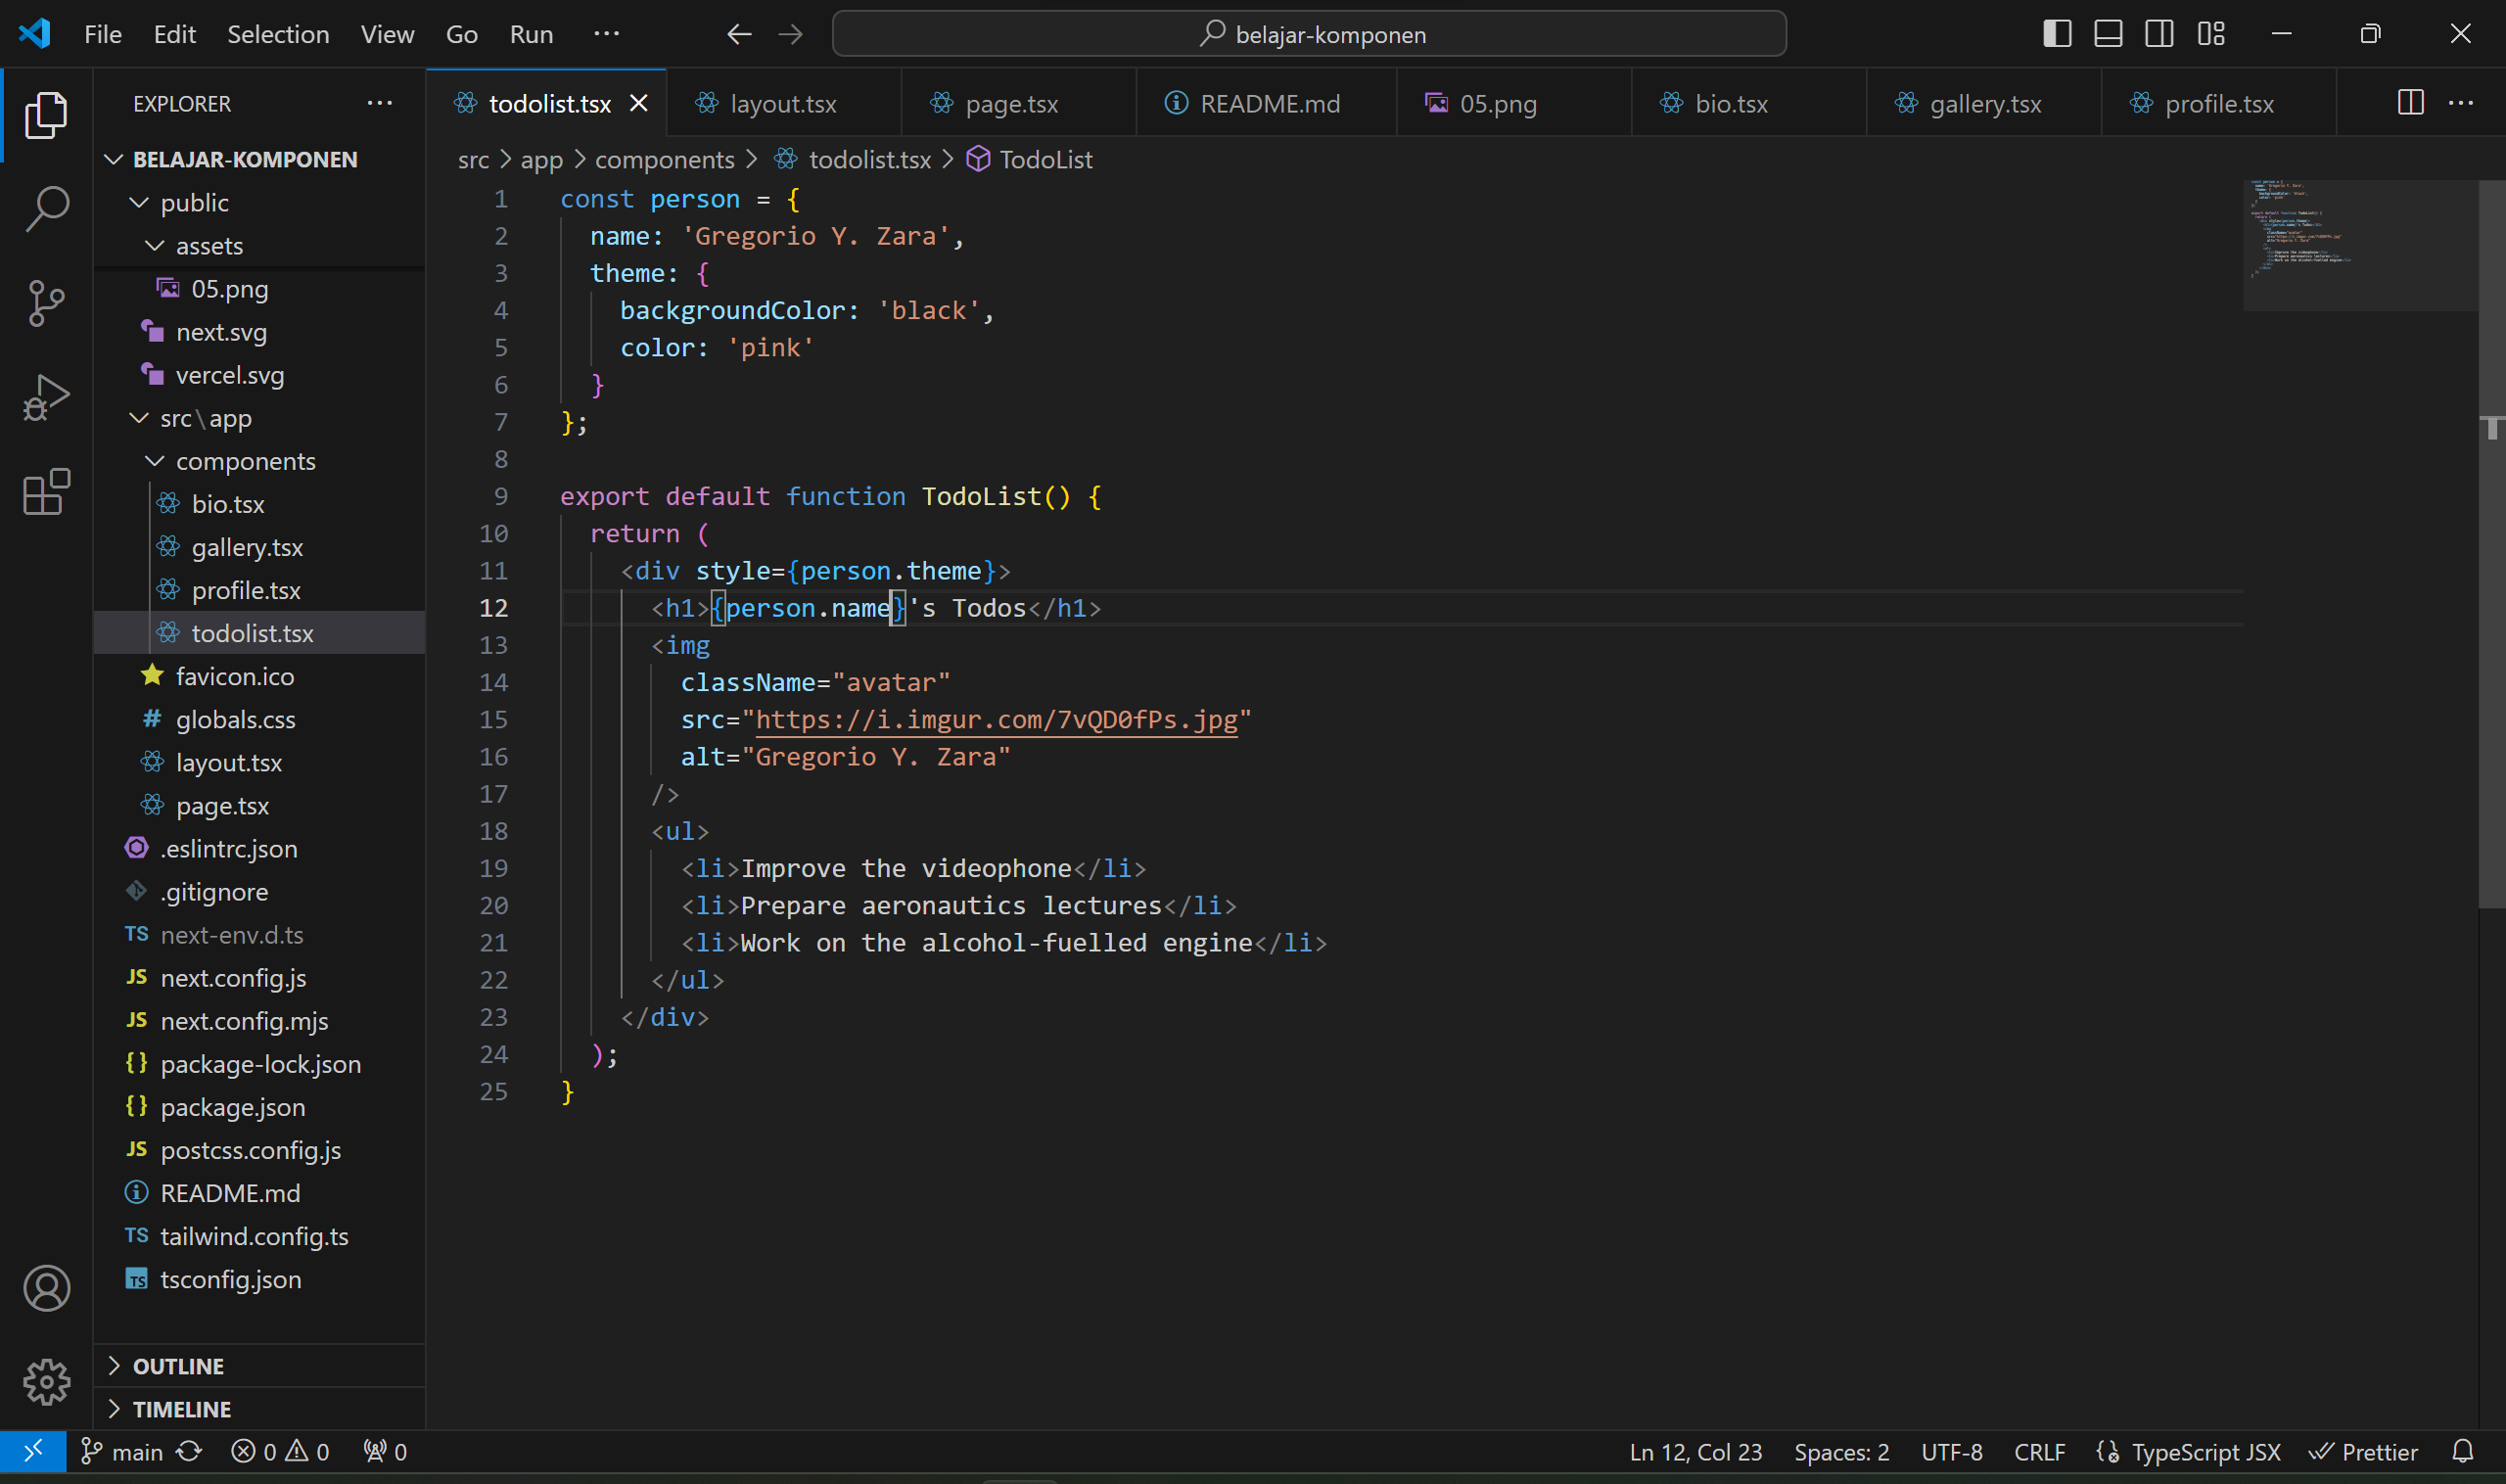 File Edit Selection View Go Run ··· belajar-komponen
EXPLORER ···
BELAJAR-KOMPONEN
public
assets
05.png
next.svg
vercel.svg
src\app
components
bio.tsx
gallery.tsx
profile.tsx
todolist.tsx
favicon.ico
# globals.css
layout.tsx
page.tsx
.eslintrc.json
.gitignore
TS next-env.d.ts
JS next.config.js
JS next.config.mjs
{} package-lock.json
{} package.json
JS postcss.config.js
README.md
TS tailwind.config.ts
TS tsconfig.json
OUTLINE
TIMELINE
todolist.tsx layout.tsx page.tsx README.md 05.png bio.tsx gallery.tsx profile.tsx ···
src > app > components > todolist.tsx > TodoList
1 const person = {
2 name: 'Gregorio Y. Zara',
3 theme: {
4 backgroundColor: 'black',
5 color: 'pink'
6 }
7 };
8
9 export default function TodoList() {
10 return (
11 <div style={person.theme}>
12 <h1>{person.name}'s Todos</h1>
13 <img
14 className="avatar"
15 src="https://i.imgur.com/7vQD0fPs.jpg"
16 alt="Gregorio Y. Zara"
17 />
18 <ul>
19 <li>Improve the videophone</li>
20 <li>Prepare aeronautics lectures</li>
21 <li>Work on the alcohol-fuelled engine</li>
22 </ul>
23 </div>
24 );
25 }
main 0 0 0 Ln 12, Col 23 Spaces: 2 UTF-8 CRLF TypeScript JSX Prettier